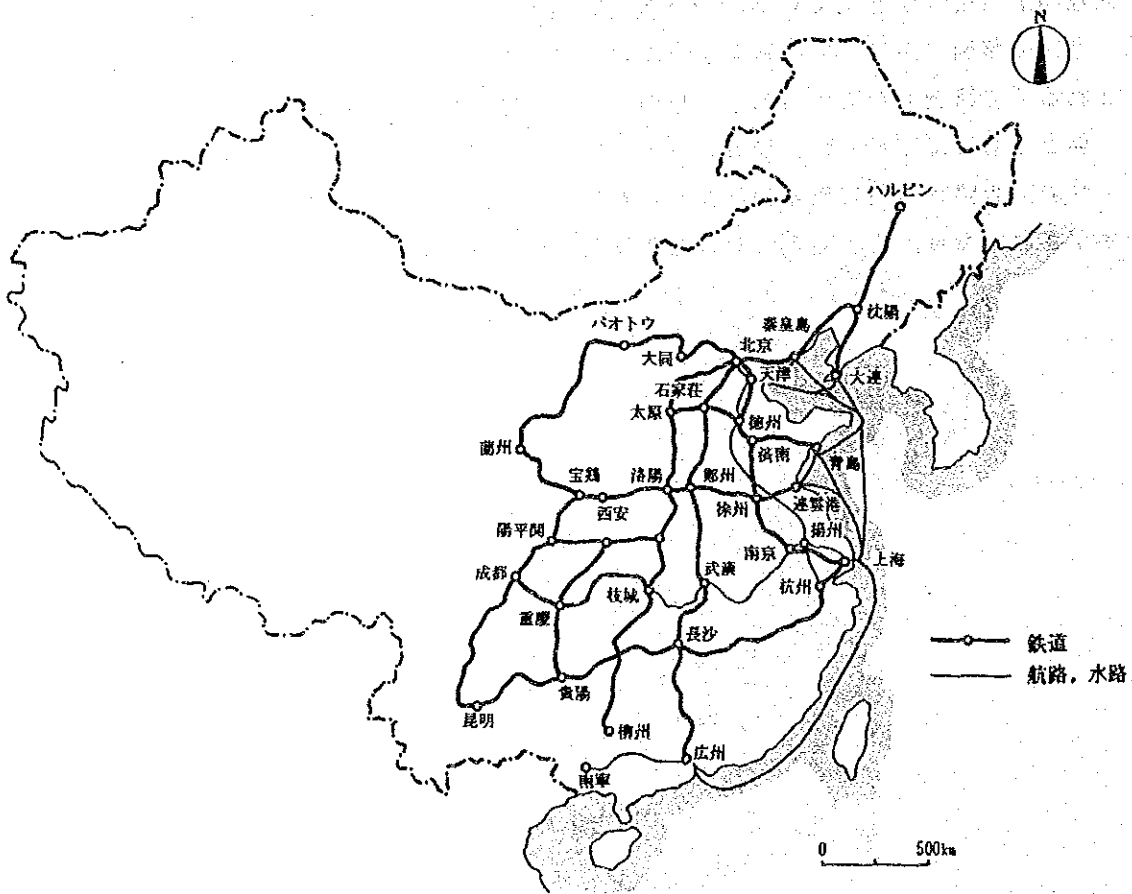 N
ハルビン
沈陽
秦皇島
パオトウ
北京
大同
天津
大連
石家荘
太原
徳州
蘭州
済南
青島
宝鶏
洛陽
鄭州
西安
徐州
連雲港
陽平関
揚州
南京
上海
成都
武漢
杭州
枝城
重慶
長沙
鉄道
航路，水路
貴陽
昆明
柳州
広州
南寧
0 500km